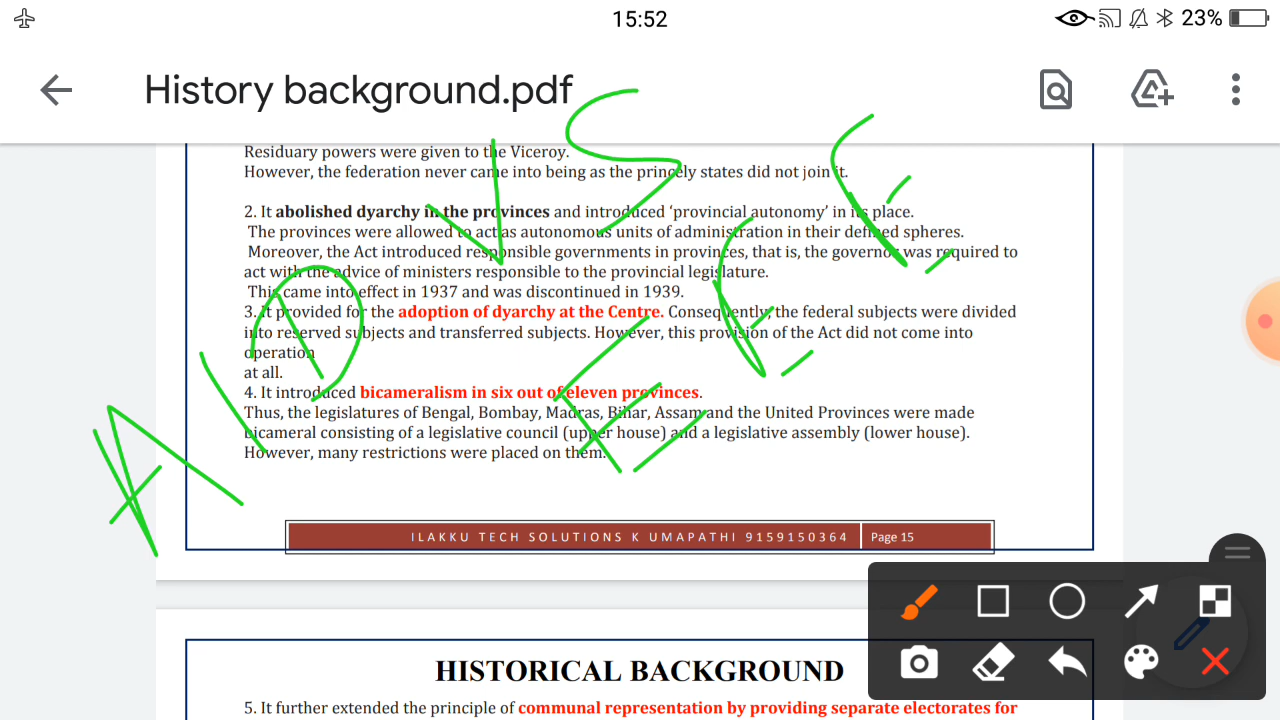 15:52
23%
History background.pdf
Residuary powers were given to the Viceroy.
However, the federation never came into being as the princely states did not join it.
2. It abolished dyarchy in the provinces and introduced ‘provincial autonomy’ in its place.
The provinces were allowed to act as autonomous units of administration in their defined spheres.
Moreover, the Act introduced responsible governments in provinces, that is, the governor was required to
act with the advice of ministers responsible to the provincial legislature.
This came into effect in 1937 and was discontinued in 1939.
3. It provided for the adoption of dyarchy at the Centre. Consequently, the federal subjects were divided
into reserved subjects and transferred subjects. However, this provision of the Act did not come into
operation
at all.
4. It introduced bicameralism in six out of eleven provinces.
Thus, the legislatures of Bengal, Bombay, Madras, Bihar, Assam and the United Provinces were made
bicameral consisting of a legislative council (upper house) and a legislative assembly (lower house).
However, many restrictions were placed on them.
ILAKKU TECH SOLUTIONS K UMAPATHI 9159150364 Page 15
HISTORICAL BACKGROUND
5. It further extended the principle of communal representation by providing separate electorates for